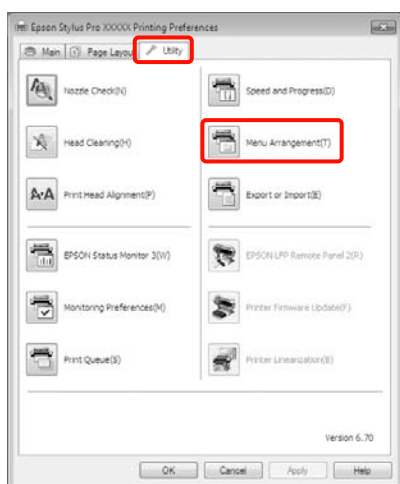 Epson Stylus Pro XXXXX Printing Preferences
Main Page Layout Utility
Nozzle Check(N)
Speed and Progress(D)
Head Cleaning(H)
Menu Arrangement(T)
Print Head Alignment(P)
Export or Import(E)
EPSON Status Monitor 3(W)
EPSON LFP Remote Panel 2(R)
Monitoring Preferences(M)
Printer Firmware Update(F)
Print Queue(S)
Printer Linearization(B)
Version 6.70
OK Cancel Apply Help